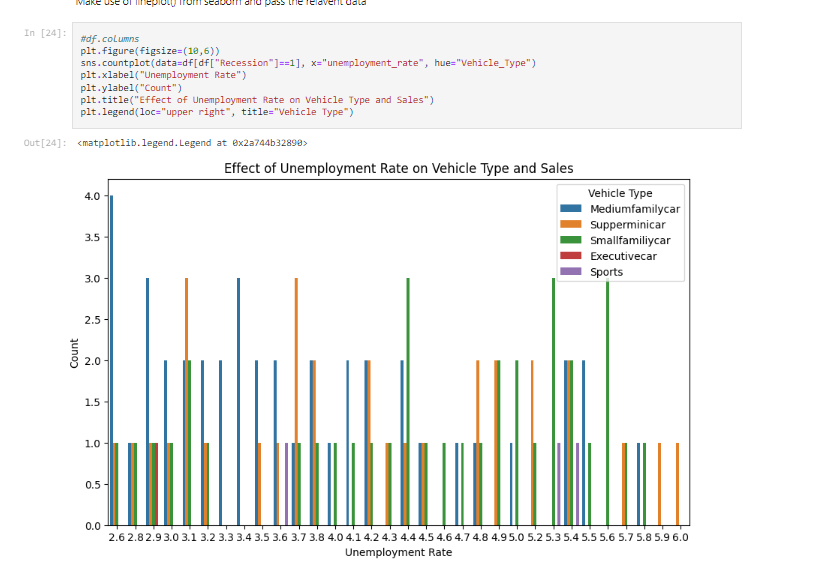 Make use of lineplot() from seaborn and pass the relavent data
In [24]:
#df.columns
plt.figure(figsize=(10,6))
sns.countplot(data=df[df["Recession"]==1], x="unemployment_rate", hue="Vehicle_Type")
plt.xlabel("Unemployment Rate")
plt.ylabel("Count")
plt.title("Effect of Unemployment Rate on Vehicle Type and Sales")
plt.legend(loc="upper right", title="Vehicle Type")
Out[24]: <matplotlib.legend.Legend at 0x2a744b32890>
Effect of Unemployment Rate on Vehicle Type and Sales
Vehicle Type
Mediumfamilycar
Supperminicar
Smallfamiliycar
Executivecar
Sports
4.0
3.5
3.0
2.5
2.0
1.5
1.0
0.5
0.0
Count
2.6 2.8 2.9 3.0 3.1 3.2 3.3 3.4 3.5 3.6 3.7 3.8 4.0 4.1 4.2 4.3 4.4 4.5 4.6 4.7 4.8 4.9 5.0 5.2 5.3 5.4 5.5 5.6 5.7 5.8 5.9 6.0
Unemployment Rate